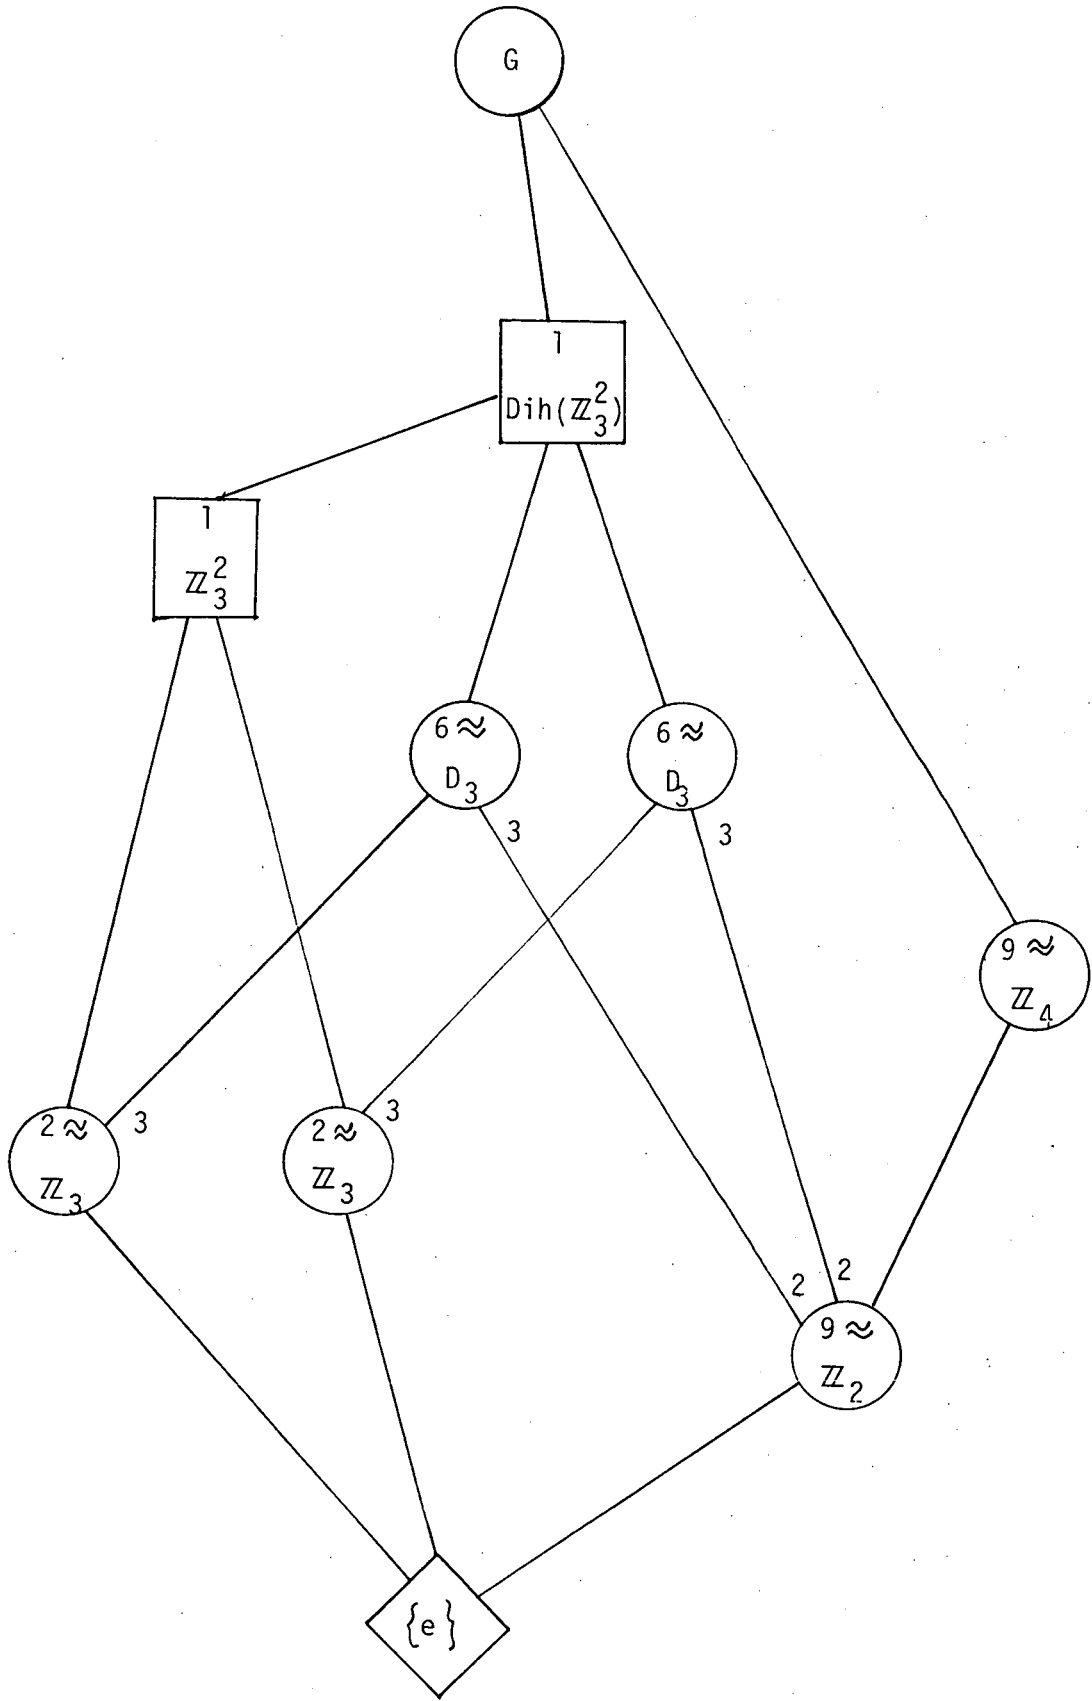 G
1
Dih(ℤ₃²)
1
ℤ₃²
6 ≈
D₃
6 ≈
D₃
3
3
9 ≈
ℤ₄
2 ≈
ℤ₃
3
2 ≈
ℤ₃
3
2
2
9 ≈
ℤ₂
{e}